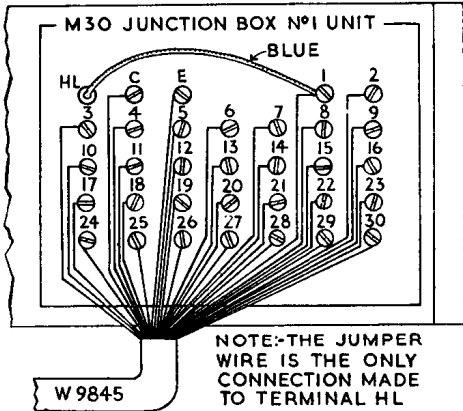 M30 JUNCTION BOX Nº1 UNIT
BLUE
HL C E 1 2
3 4 5 6 7 8 9
10 11 12 13 14 15 16
17 18 19 20 21 22 23
24 25 26 27 28 29 30
NOTE:-THE JUMPER
WIRE IS THE ONLY
CONNECTION MADE
TO TERMINAL HL
W 9845